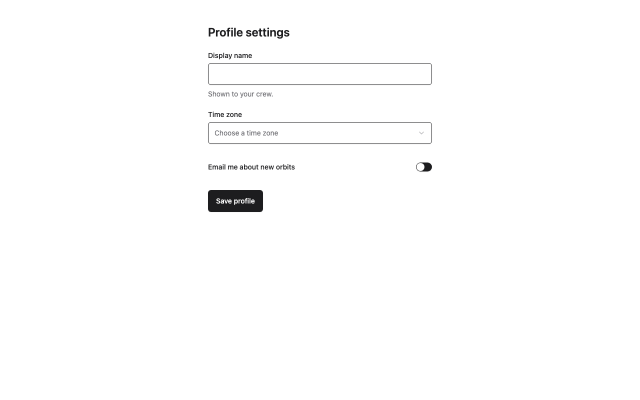 Profile settings
Display name
Shown to your crew.
Time zone
Choose a time zone
Email me about new orbits
Save profile